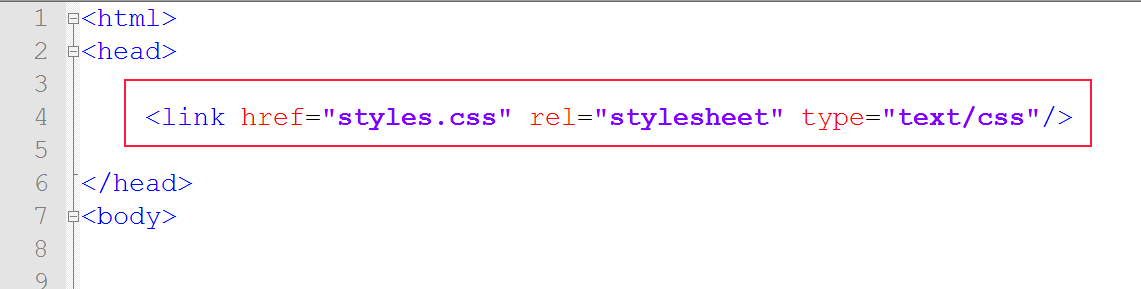 1 <html>
2 <head>
3
4 <link href="styles.css" rel="stylesheet" type="text/css"/>
5
6 </head>
7 <body>
8
9